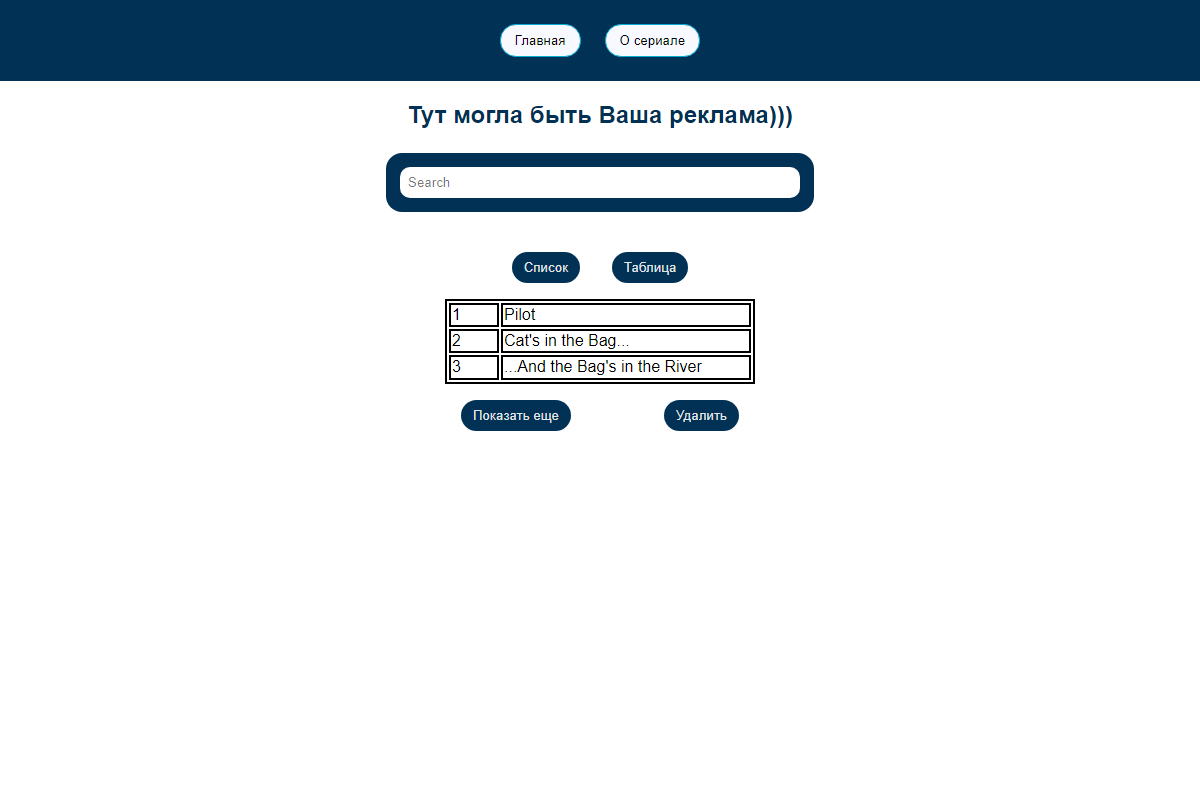 Главная О сериале
Тут могла быть Ваша реклама)))
Search
Список Таблица
1 Pilot
2 Cat's in the Bag...
3 ...And the Bag's in the River
Показать еще Удалить